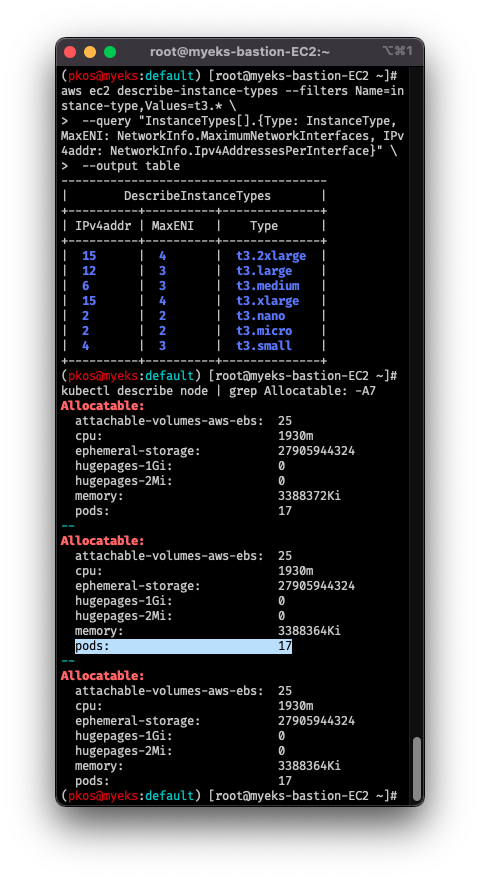 root@myeks-bastion-EC2:~
⌥⌘1
(pkos@myeks:default) [root@myeks-bastion-EC2 ~]#
aws ec2 describe-instance-types --filters Name=in
stance-type,Values=t3.* \
>  --query "InstanceTypes[].{Type: InstanceType,
MaxENI: NetworkInfo.MaximumNetworkInterfaces, IPv
4addr: NetworkInfo.Ipv4AddressesPerInterface}" \
>  --output table
-------------------------------------
|        DescribeInstanceTypes       |
+----------+----------+--------------+
| IPv4addr | MaxENI   |    Type      |
+----------+----------+--------------+
|  15      |  4       |  t3.2xlarge  |
|  12      |  3       |  t3.large    |
|  6       |  3       |  t3.medium   |
|  15      |  4       |  t3.xlarge   |
|  2       |  2       |  t3.nano     |
|  2       |  2       |  t3.micro    |
|  4       |  3       |  t3.small    |
+----------+----------+--------------+
(pkos@myeks:default) [root@myeks-bastion-EC2 ~]#
kubectl describe node | grep Allocatable: -A7
Allocatable:
  attachable-volumes-aws-ebs:  25
  cpu:                         1930m
  ephemeral-storage:           27905944324
  hugepages-1Gi:               0
  hugepages-2Mi:               0
  memory:                      3388372Ki
  pods:                        17
--
Allocatable:
  attachable-volumes-aws-ebs:  25
  cpu:                         1930m
  ephemeral-storage:           27905944324
  hugepages-1Gi:               0
  hugepages-2Mi:               0
  memory:                      3388364Ki
  pods:                        17
--
Allocatable:
  attachable-volumes-aws-ebs:  25
  cpu:                         1930m
  ephemeral-storage:           27905944324
  hugepages-1Gi:               0
  hugepages-2Mi:               0
  memory:                      3388364Ki
  pods:                        17
(pkos@myeks:default) [root@myeks-bastion-EC2 ~]#